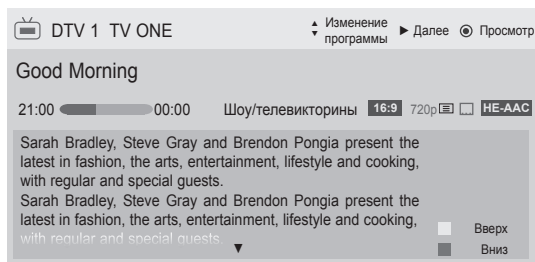 DTV 1 TV ONE
Изменение программы
Далее
Просмотр
Good Morning
21:00 00:00 Шоу/телевикторины 16:9 720p HE-AAC
Sarah Bradley, Steve Gray and Brendon Pongia present the
latest in fashion, the arts, entertainment, lifestyle and cooking,
with regular and special guests.
Sarah Bradley, Steve Gray and Brendon Pongia present the
latest in fashion, the arts, entertainment, lifestyle and cooking,
with regular and special guests.
Вверх
Вниз